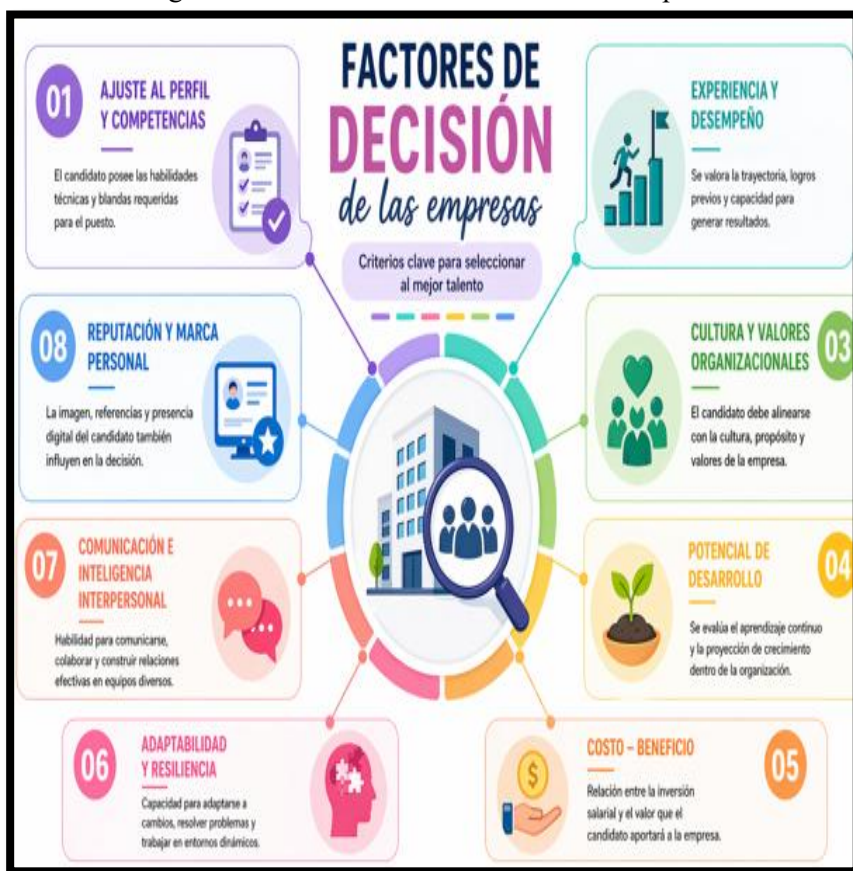 FACTORES DE
DECISIÓN
de las empresas
Criterios clave para seleccionar
al mejor talento
01
AJUSTE AL PERFIL
Y COMPETENCIAS
El candidato posee las habilidades
técnicas y blandas requeridas
para el puesto.
EXPERIENCIA Y
DESEMPEÑO
Se valora la trayectoria, logros
previos y capacidad para
generar resultados.
CULTURA Y VALORES
ORGANIZACIONALES
03
El candidato debe alinearse
con la cultura, propósito y
valores de la empresa.
POTENCIAL DE
DESARROLLO
04
Se evalúa el aprendizaje continuo
y la proyección de crecimiento
dentro de la organización.
COSTO – BENEFICIO
05
Relación entre la inversión
salarial y el valor que el
candidato aportará a la empresa.
$
06
ADAPTABILIDAD
Y RESILIENCIA
Capacidad para adaptarse a
cambios, resolver problemas y
trabajar en entornos dinámicos.
07
COMUNICACIÓN E
INTELIGENCIA
INTERPERSONAL
Habilidad para comunicarse,
colaborar y construir relaciones
efectivas en equipos diversos.
08
REPUTACIÓN Y MARCA
PERSONAL
La imagen, referencias y presencia
digital del candidato también
influyen en la decisión.